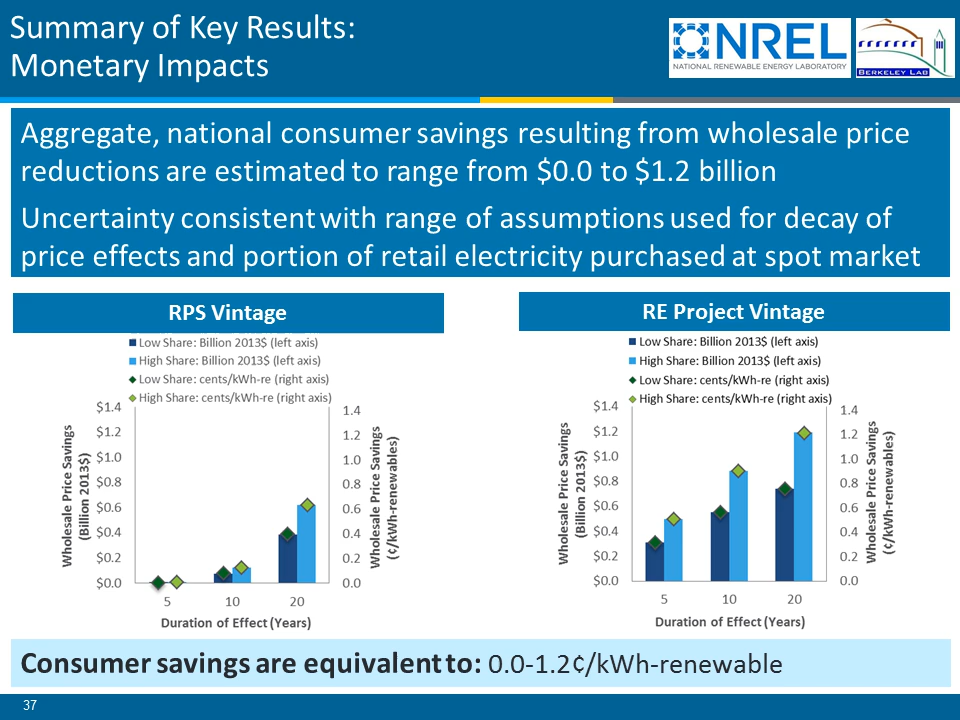 Summary of Key Results:
Monetary Impacts
NREL
NATIONAL RENEWABLE ENERGY LABORATORY
BERKELEY LAB
Aggregate, national consumer savings resulting from wholesale price
reductions are estimated to range from $0.0 to $1.2 billion
Uncertainty consistent with range of assumptions used for decay of
price effects and portion of retail electricity purchased at spot market
RPS Vintage
Low Share: Billion 2013$ (left axis)
High Share: Billion 2013$ (left axis)
Low Share: cents/kWh-re (right axis)
High Share: cents/kWh-re (right axis)
Wholesale Price Savings
(Billion 2013$)
$1.4
$1.2
$1.0
$0.8
$0.6
$0.4
$0.2
$0.0
1.4
1.2
1.0
0.8
0.6
0.4
0.2
0.0
Wholesale Price Savings
(¢/kWh-renewables)
5 10 20
Duration of Effect (Years)
RE Project Vintage
Low Share: Billion 2013$ (left axis)
High Share: Billion 2013$ (left axis)
Low Share: cents/kWh-re (right axis)
High Share: cents/kWh-re (right axis)
Wholesale Price Savings
(Billion 2013$)
$1.4
$1.2
$1.0
$0.8
$0.6
$0.4
$0.2
$0.0
1.4
1.2
1.0
0.8
0.6
0.4
0.2
0.0
Wholesale Price Savings
(¢/kWh-renewables)
5 10 20
Duration of Effect (Years)
Consumer savings are equivalent to: 0.0-1.2¢/kWh-renewable
37